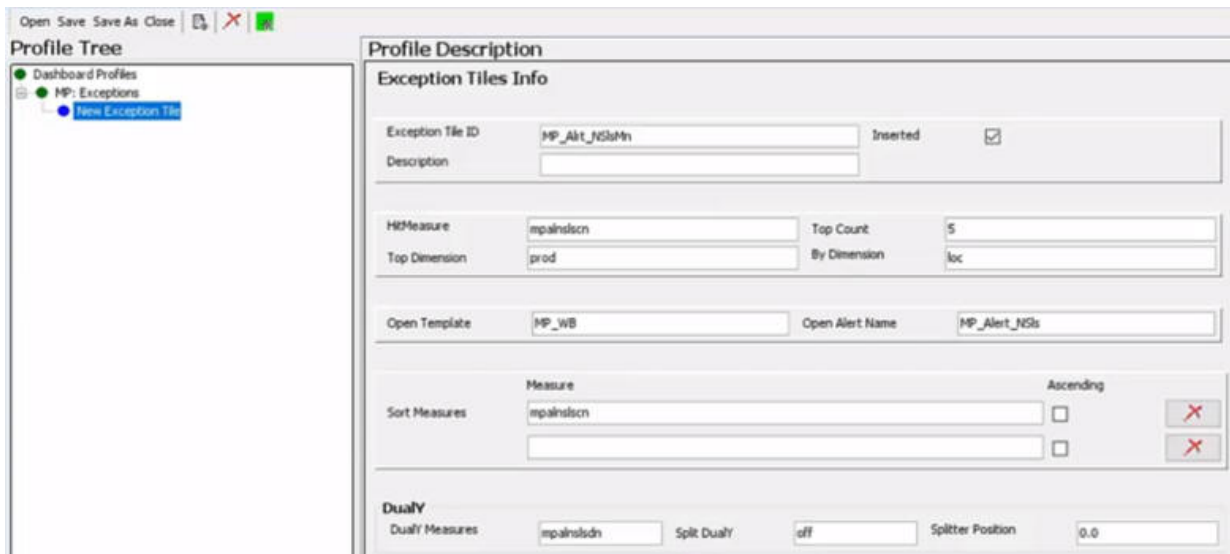 Open Save Save As Close
Profile Tree
Dashboard Profiles
MP: Exceptions
New Exception Tile
Profile Description
Exception Tiles Info
Exception Tile ID MP_Alrt_NSlsMn Inserted
Description
HitMeasure mpalnslscn Top Count 5
Top Dimension prod By Dimension loc
Open Template MP_WB Open Alert Name MP_Alert_NSls
Measure Ascending
Sort Measures mpalnslscn
DualY
DualY Measures mpalnslsdn Split DualY off Splitter Position 0.0